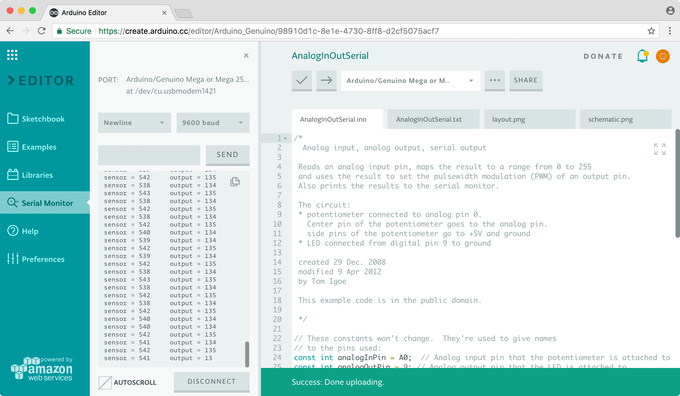 Arduino Editor
Secure https://create.arduino.cc/editor/Arduino_Genuino/98910d1c-8e1e-4730-8ff8-d2cf5075acf7
EDITOR
Sketchbook
Examples
Libraries
Serial Monitor
Help
Preferences
powered by
amazon
web services
PORT: Arduino/Genuino Mega or Mega 25...
at /dev/cu.usbmodem1421
Newline 9600 baud
SEND
sensor = 542 output = 135
sensor = 538 output = 134
sensor = 543 output = 135
sensor = 538 output = 134
sensor = 542 output = 135
sensor = 538 output = 134
sensor = 542 output = 135
sensor = 540 output = 134
sensor = 539 output = 134
sensor = 542 output = 135
sensor = 539 output = 134
sensor = 542 output = 135
sensor = 538 output = 134
sensor = 543 output = 135
sensor = 538 output = 134
sensor = 542 output = 135
sensor = 538 output = 134
sensor = 542 output = 135
sensor = 540 output = 134
sensor = 540 output = 134
sensor = 542 output = 135
sensor = 541 output = 134
sensor = 542 output = 135
sensor = 541 output = 13
AUTOSCROLL
DISCONNECT
AnalogInOutSerial
DONATE
Arduino/Genuino Mega or M...
SHARE
AnalogInOutSerial.ino AnalogInOutSerial.txt layout.png schematic.png
1 /*
2 Analog input, analog output, serial output
3
4 Reads an analog input pin, maps the result to a range from 0 to 255
5 and uses the result to set the pulsewidth modulation (PWM) of an output pin.
6 Also prints the results to the serial monitor.
7
8 The circuit:
9 * potentiometer connected to analog pin 0.
10 Center pin of the potentiometer goes to the analog pin.
11 side pins of the potentiometer go to +5V and ground
12 * LED connected from digital pin 9 to ground
13
14 created 29 Dec. 2008
15 modified 9 Apr 2012
16 by Tom Igoe
17
18 This example code is in the public domain.
19
20 */
21
22 // These constants won't change. They're used to give names
23 // to the pins used:
24 const int analogInPin = A0; // Analog input pin that the potentiometer is attached to
25 const int analogOutPin = 9; // Analog output pin that the LED is attached to
Success: Done uploading.